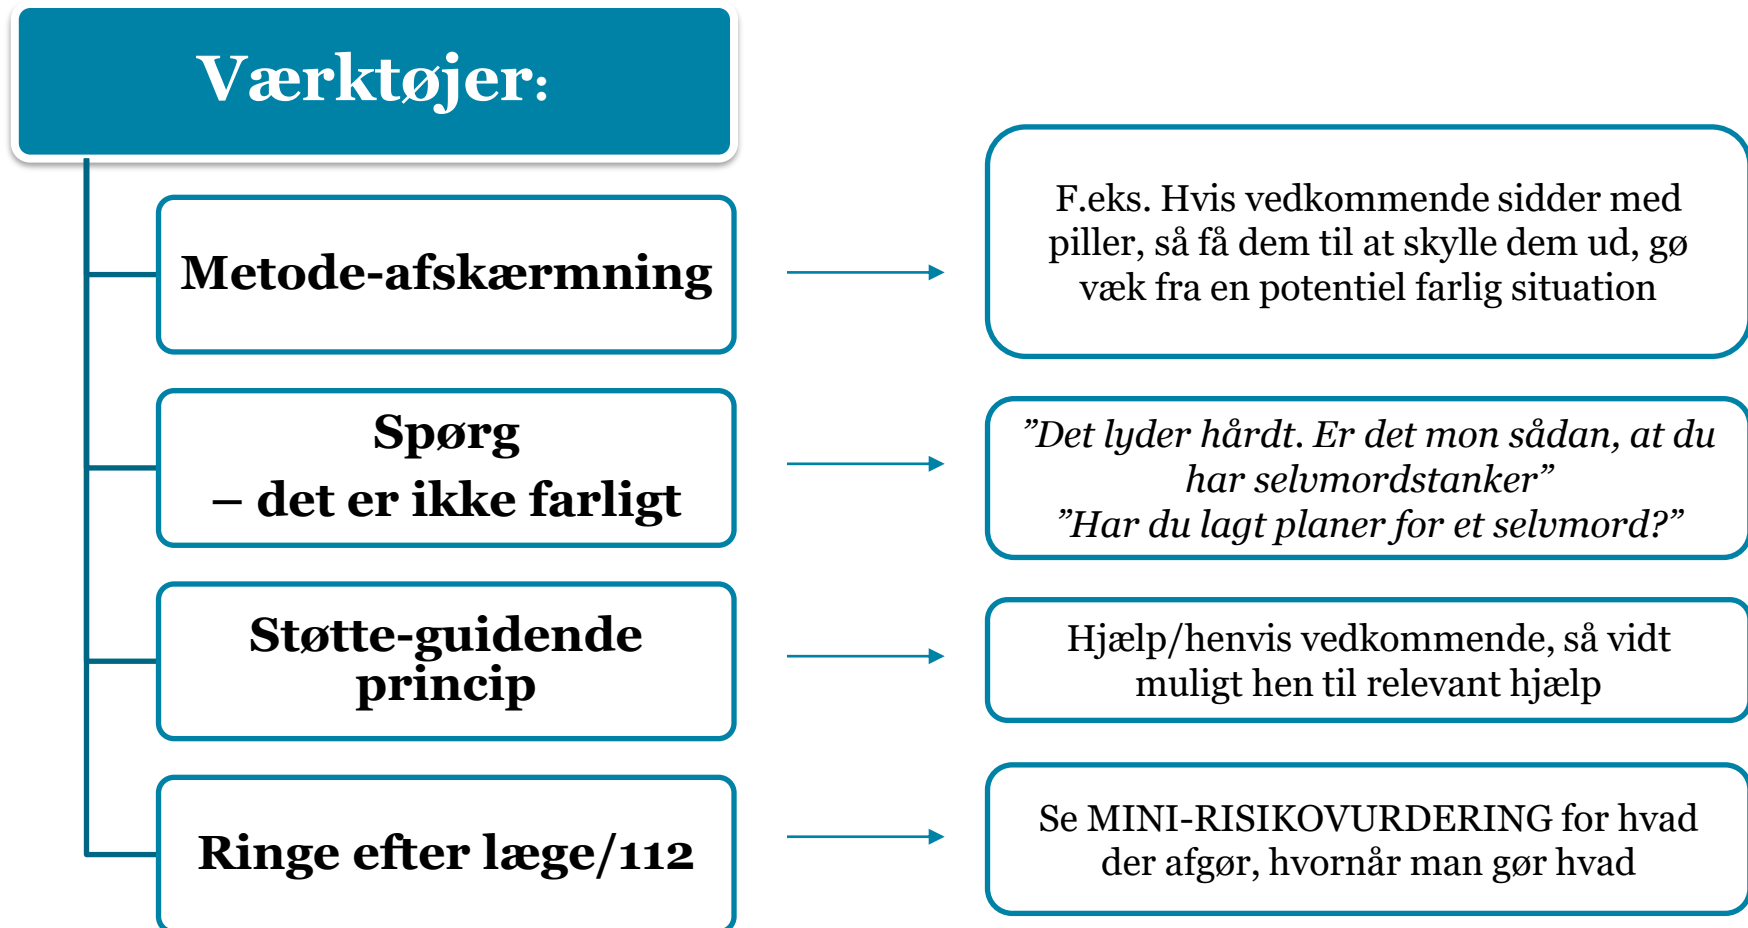 Værktøjer:
Metode-afskærmning
F.eks. Hvis vedkommende sidder med
piller, så få dem til at skylle dem ud, gø
væk fra en potentiel farlig situation
Spørg
– det er ikke farligt
”Det lyder hårdt. Er det mon sådan, at du
har selvmordstanker”
”Har du lagt planer for et selvmord?”
Støtte-guidende
princip
Hjælp/henvis vedkommende, så vidt
muligt hen til relevant hjælp
Ringe efter læge/112
Se MINI-RISIKOVURDERING for hvad
der afgør, hvornår man gør hvad